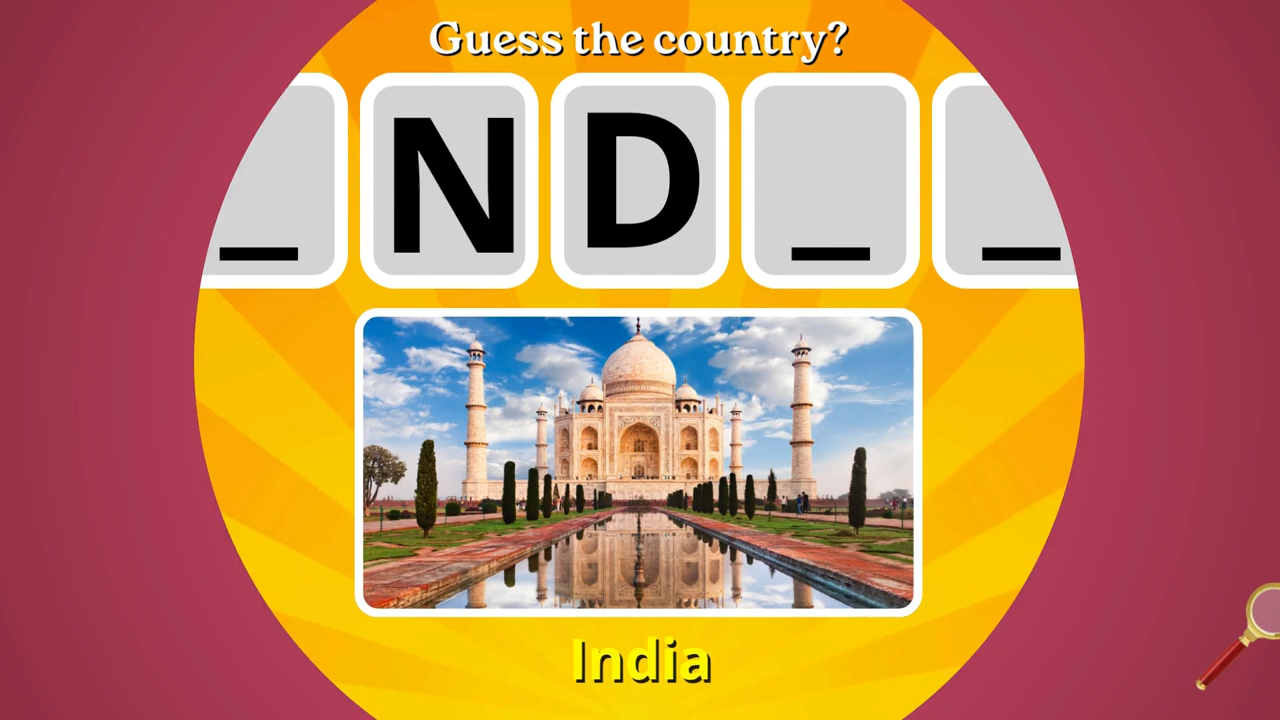 Guess the country?
_ N D _ _
India